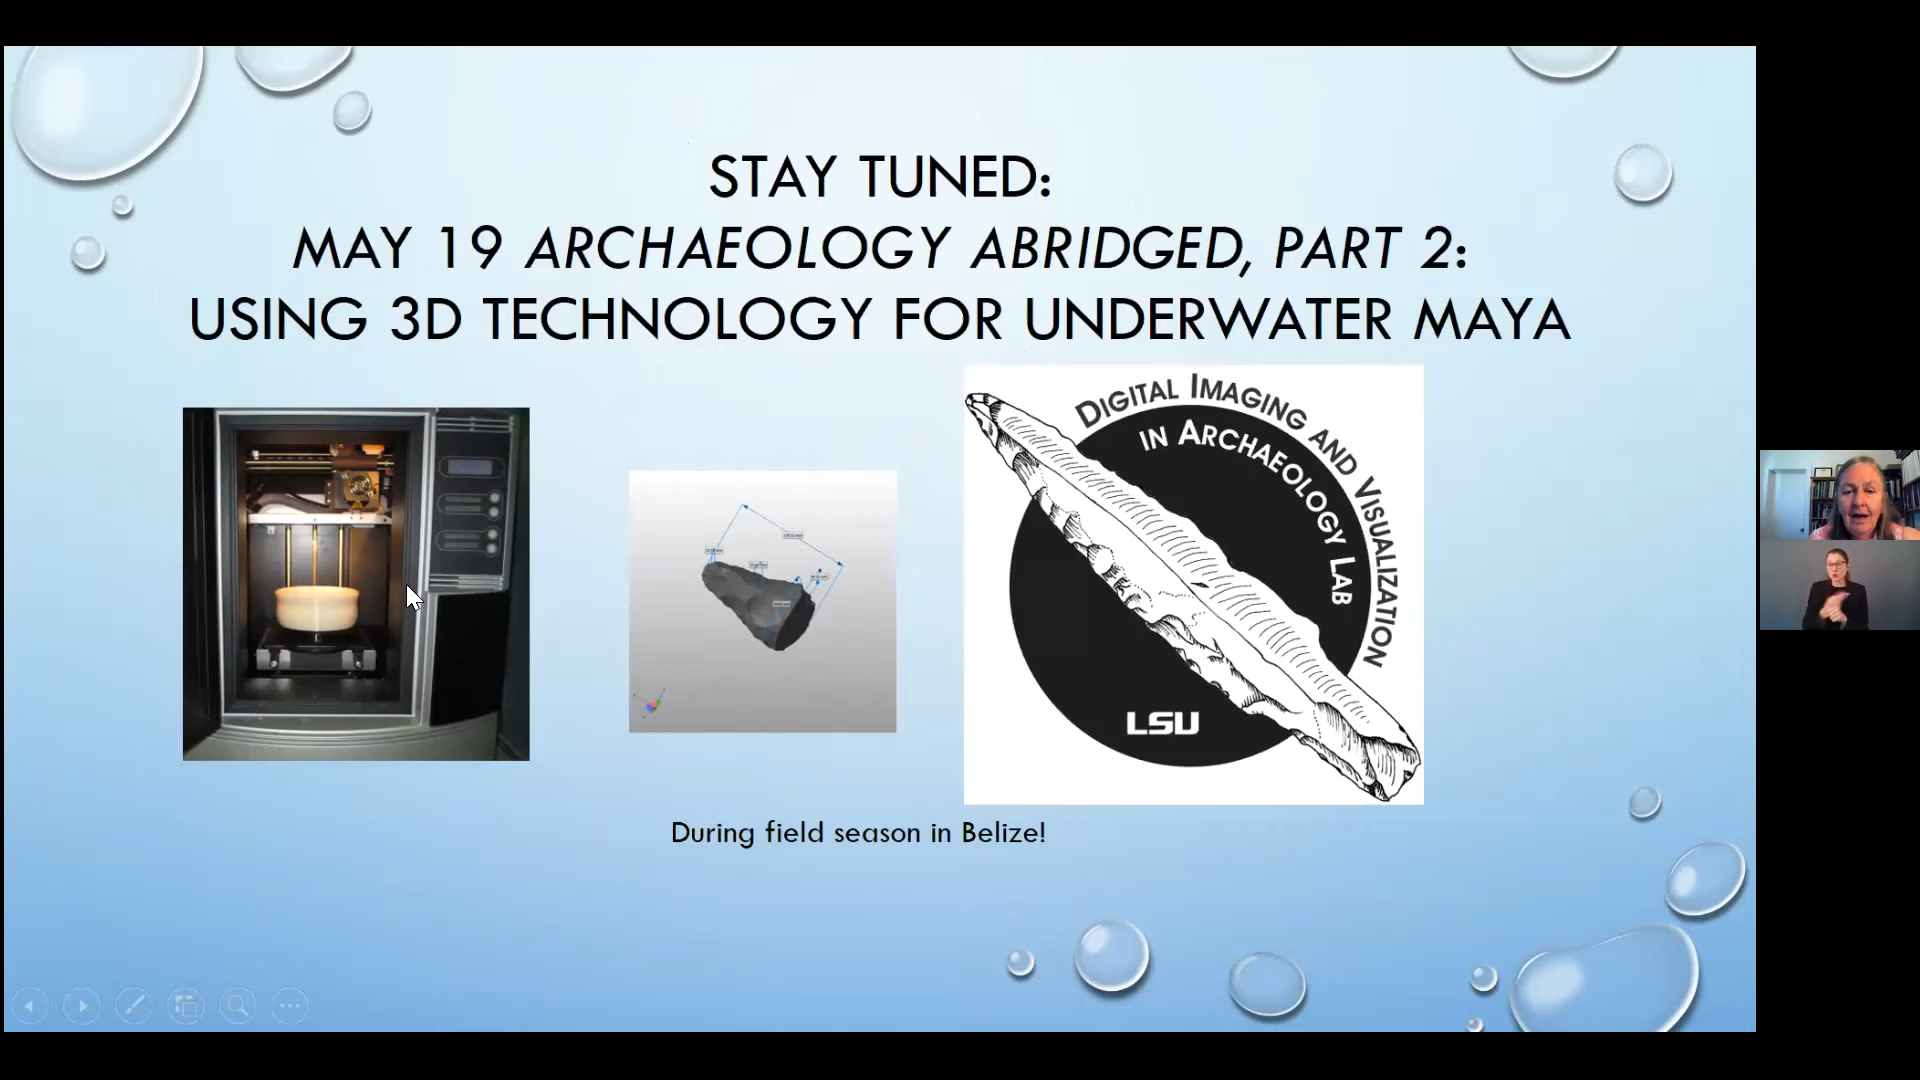 STAY TUNED:
MAY 19 ARCHAEOLOGY ABRIDGED, PART 2:
USING 3D TECHNOLOGY FOR UNDERWATER MAYA
DIGITAL IMAGING AND VISUALIZATION
IN ARCHAEOLOGY LAB
LSU
During field season in Belize!